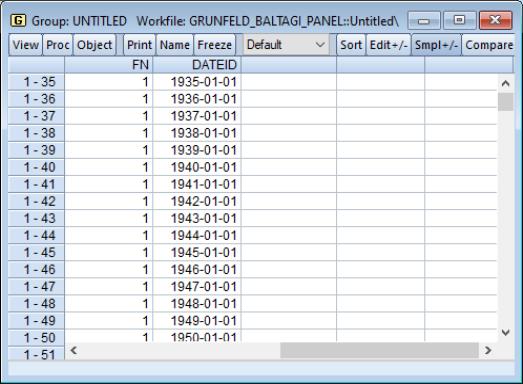 Group: UNTITLED Workfile: GRUNFELD_BALTAGI_PANEL::Untitled\
View Proc Object Print Name Freeze Default Sort Edit+/- Smpl+/- Compare
FN DATEID
1 - 35 1 1935-01-01
1 - 36 1 1936-01-01
1 - 37 1 1937-01-01
1 - 38 1 1938-01-01
1 - 39 1 1939-01-01
1 - 40 1 1940-01-01
1 - 41 1 1941-01-01
1 - 42 1 1942-01-01
1 - 43 1 1943-01-01
1 - 44 1 1944-01-01
1 - 45 1 1945-01-01
1 - 46 1 1946-01-01
1 - 47 1 1947-01-01
1 - 48 1 1948-01-01
1 - 49 1 1949-01-01
1 - 50 1 1950-01-01
1 - 51